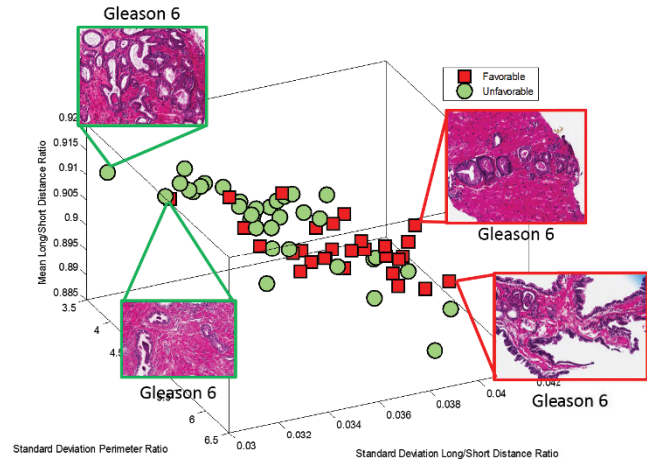 Gleason 6
Favorable
Unfavorable
Mean Long/Short Distance Ratio
0.92
0.915
0.91
0.905
0.9
0.895
0.89
0.885
Gleason 6
Gleason 6
Gleason 6
3.5
4
4.5
6
6.5
0.03
0.032
0.034
0.036
0.038
0.04
0.042
Standard Deviation Perimeter Ratio
Standard Deviation Long/Short Distance Ratio